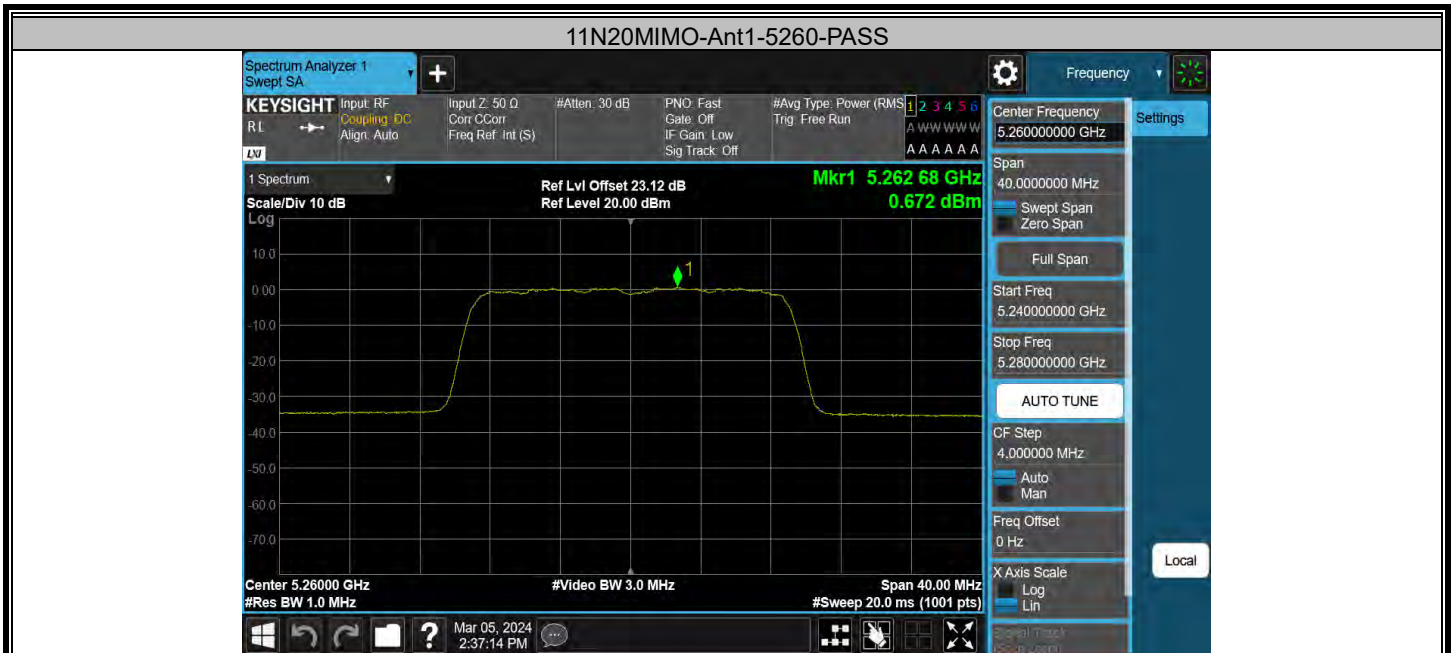 11N20MIMO-Ant1-5260-PASS
Spectrum Analyzer 1
Swept SA
+
Frequency
KEYSIGHT
RL
LXI
Input: RF
Coupling: DC
Align: Auto
Input Z: 50 Ω
Corr CCorr
Freq Ref: Int (S)
#Atten: 30 dB
PNO: Fast
Gate: Off
IF Gain: Low
Sig Track: Off
#Avg Type: Power (RMS
Trig: Free Run
1 2 3 4 5 6
A W W W W W
A A A A A A
Center Frequency
5.260000000 GHz
Settings
Span
40.0000000 MHz
Swept Span
Zero Span
Full Span
Start Freq
5.240000000 GHz
Stop Freq
5.280000000 GHz
AUTO TUNE
CF Step
4.000000 MHz
Auto
Man
Freq Offset
0 Hz
X Axis Scale
Log
Lin
Signal Track
(Span Zoom)
Local
1 Spectrum
Scale/Div 10 dB
Log
Ref Lvl Offset 23.12 dB
Ref Level 20.00 dBm
Mkr1 5.262 68 GHz
0.672 dBm
1
10.0
0.00
-10.0
-20.0
-30.0
-40.0
-50.0
-60.0
-70.0
Center 5.26000 GHz
#Video BW 3.0 MHz
Span 40.00 MHz
#Res BW 1.0 MHz
#Sweep 20.0 ms (1001 pts)
?
Mar 05, 2024
2:37:14 PM